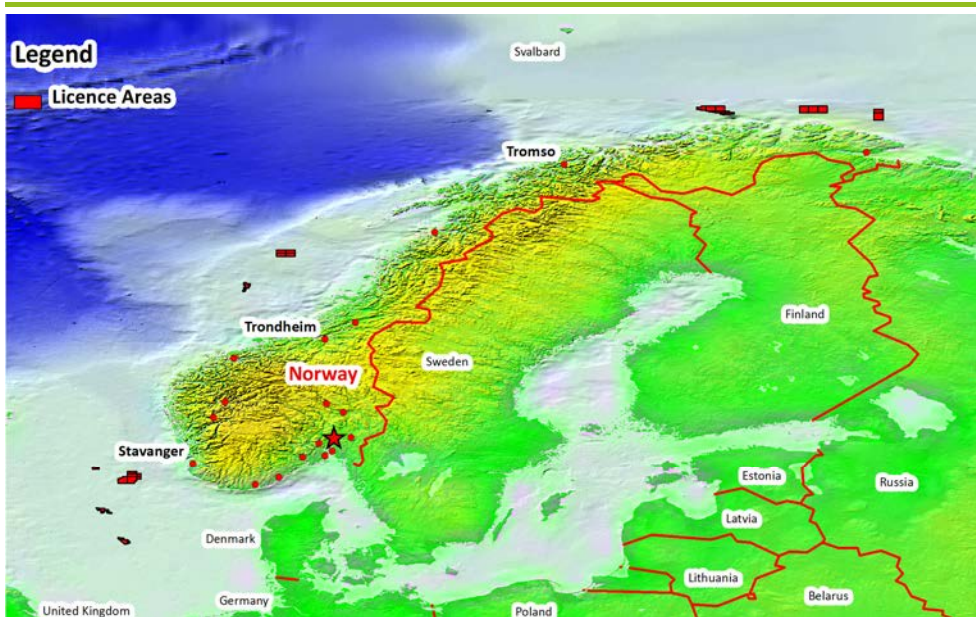 Svalbard
Legend
Licence Areas
Tromso
Trondheim
Finland
Sweden
Norway
Stavanger
Estonia
Russia
Latvia
Denmark
Lithuania
Belarus
Germany
United Kingdom
Poland